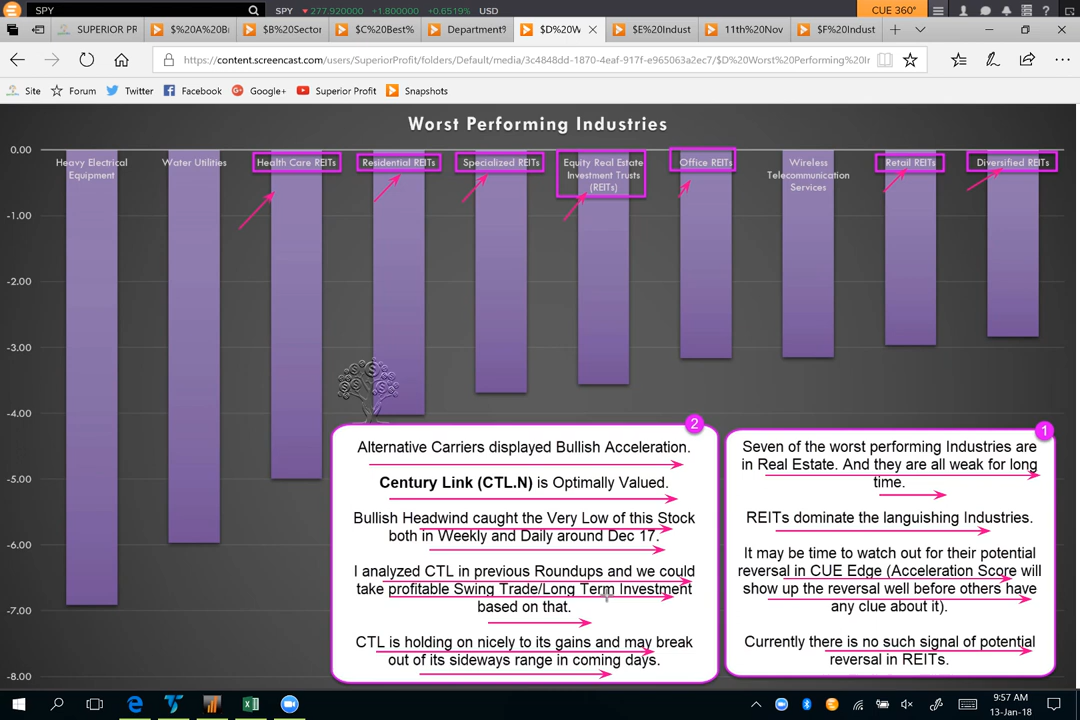 SPY
SPY 277.920000 +1.800000 +0.6519% USD
CUE 360°
SUPERIOR PR
$%20A%20B
$B%20Sector
$C%20Best%
Department9
$D%20W
$E%20Indust
11th%20Nov
$F%20Indust
https://content.screencast.com/users/SuperiorProfit/folders/Default/media/3c4848dd-1870-4eaf-917f-e965063a2ec7/$D%20Worst%20Performing%20Ir
Site
Forum
Twitter
Facebook
Google+
Superior Profit
Snapshots
Worst Performing Industries
0.00
-1.00
-2.00
-3.00
-4.00
-5.00
-6.00
-7.00
-8.00
Heavy Electrical
Equipment
Water Utilities
Health Care REITs
Residential REITs
Specialized REITs
Equity Real Estate
Investment Trusts
(REITs)
Office REITs
Wireless
Telecommunication
Services
Retail REITs
Diversified REITs
2
Alternative Carriers displayed Bullish Acceleration.
Century Link (CTL.N) is Optimally Valued.
Bullish Headwind caught the Very Low of this Stock
both in Weekly and Daily around Dec 17.
I analyzed CTL in previous Roundups and we could
take profitable Swing Trade/Long Term Investment
based on that.
CTL is holding on nicely to its gains and may break
out of its sideways range in coming days.
1
Seven of the worst performing Industries are
in Real Estate. And they are all weak for long
time.
REITs dominate the languishing Industries.
It may be time to watch out for their potential
reversal in CUE Edge (Acceleration Score will
show up the reversal well before others have
any clue about it).
Currently there is no such signal of potential
reversal in REITs.
9:57 AM
13-Jan-18